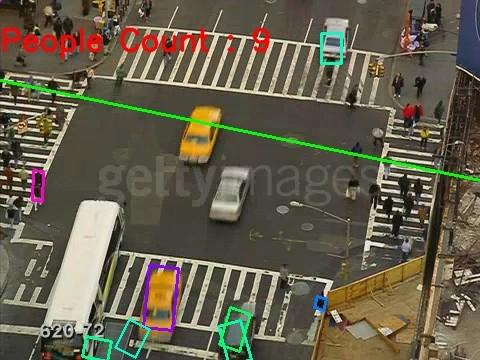 People Count : 9
gettyimages
620-72